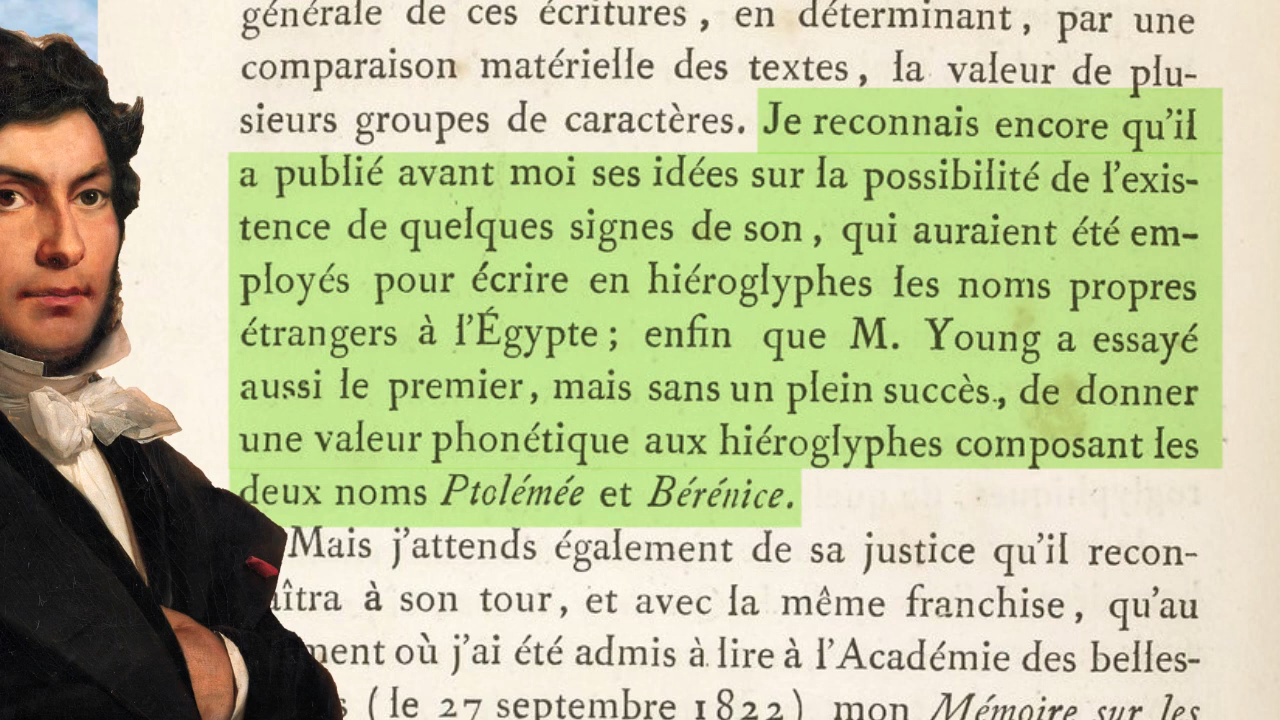 générale de ces écritures, en déterminant, par une
comparaison matérielle des textes, la valeur de plu-
sieurs groupes de caractères. Je reconnais encore qu'il
a publié avant moi ses idées sur la possibilité de l'exis-
tence de quelques signes de son, qui auraient été em-
ployés pour écrire en hiéroglyphes les noms propres
étrangers à l'Égypte; enfin que M. Young a essayé
aussi le premier, mais sans un plein succès., de donner
une valeur phonétique aux hiéroglyphes composant les
deux noms Ptolémée et Bérénice.
Mais j'attends également de sa justice qu'il recon-
aîtra à son tour, et avec la même franchise, qu'au
ment où j'ai été admis à lire à l'Académie des belles-
s (le 27 septembre 1822) mon Mémoire sur les